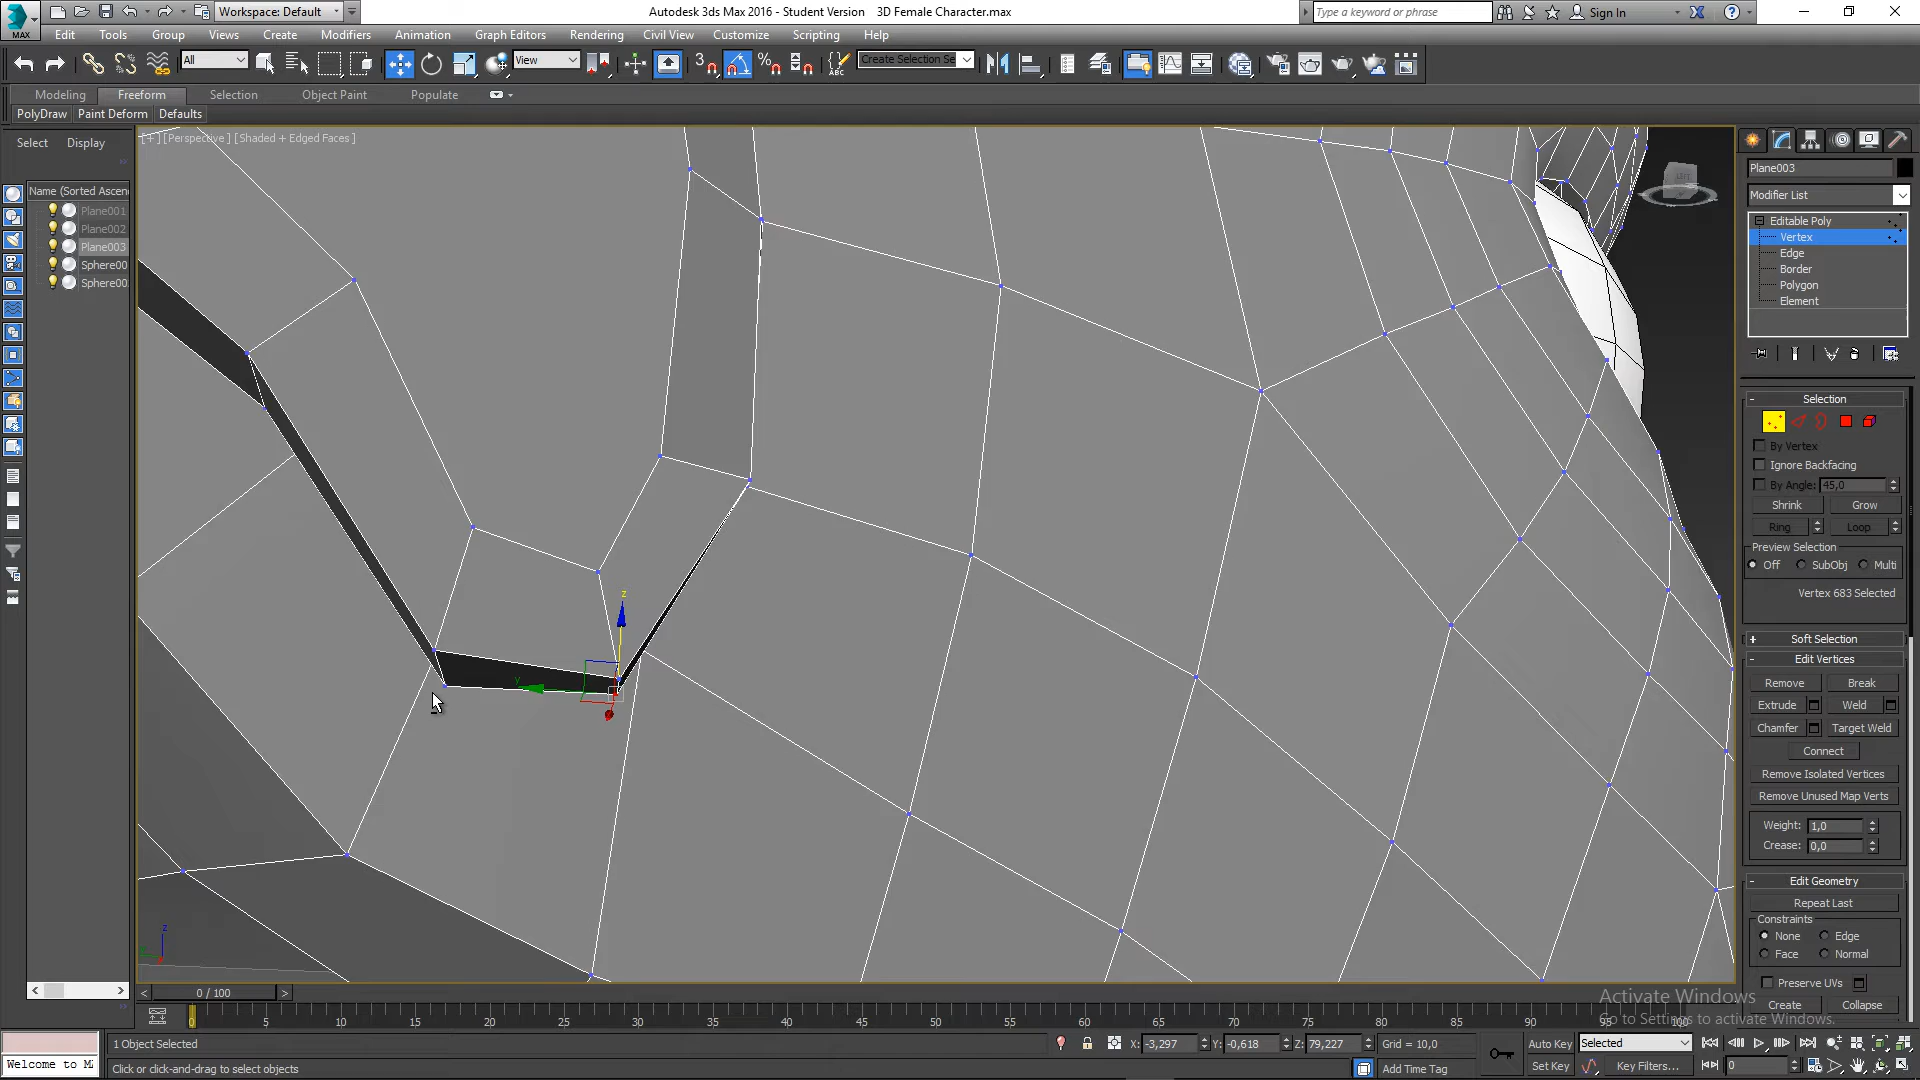 Workspace: Default
Autodesk 3ds Max 2016 - Student Version 3D Female Character.max
Type a keyword or phrase
Sign In
MAX
Edit Tools Group Views Create Modifiers Animation Graph Editors Rendering Civil View Customize Scripting Help
All
View
3
Create Selection Se
Modeling Freeform Selection Object Paint Populate
PolyDraw Paint Deform Defaults
Select Display
[+] [Perspective] [Shaded + Edged Faces]
Name (Sorted Ascen
Plane001
Plane002
Plane003
Sphere00
Sphere00
Plane003
Modifier List
Editable Poly
Vertex
Edge
Border
Polygon
Element
Selection
By Vertex
Ignore Backfacing
By Angle: 45,0
Shrink Grow
Ring Loop
Preview Selection
Off SubObj Multi
Vertex 683 Selected
Soft Selection
Edit Vertices
Remove Break
Extrude Weld
Chamfer Target Weld
Connect
Remove Isolated Vertices
Remove Unused Map Verts
Weight: 1,0
Crease: 0,0
Edit Geometry
Repeat Last
Constraints
None Edge
Face Normal
Preserve UVs
Create Collapse
z
y
z
0 / 100
0 5 10 15 20 25 30 35 40 45 50 55 60 65 70 75 80 85 90 95 100
Activate Windows
Go to Settings to activate Windows.
1 Object Selected
X: -3,297 Y: -0,618 Z: 79,227
Grid = 10,0
Auto Key Selected
Welcome to M
Click or click-and-drag to select objects
Add Time Tag
Set Key Key Filters...
0